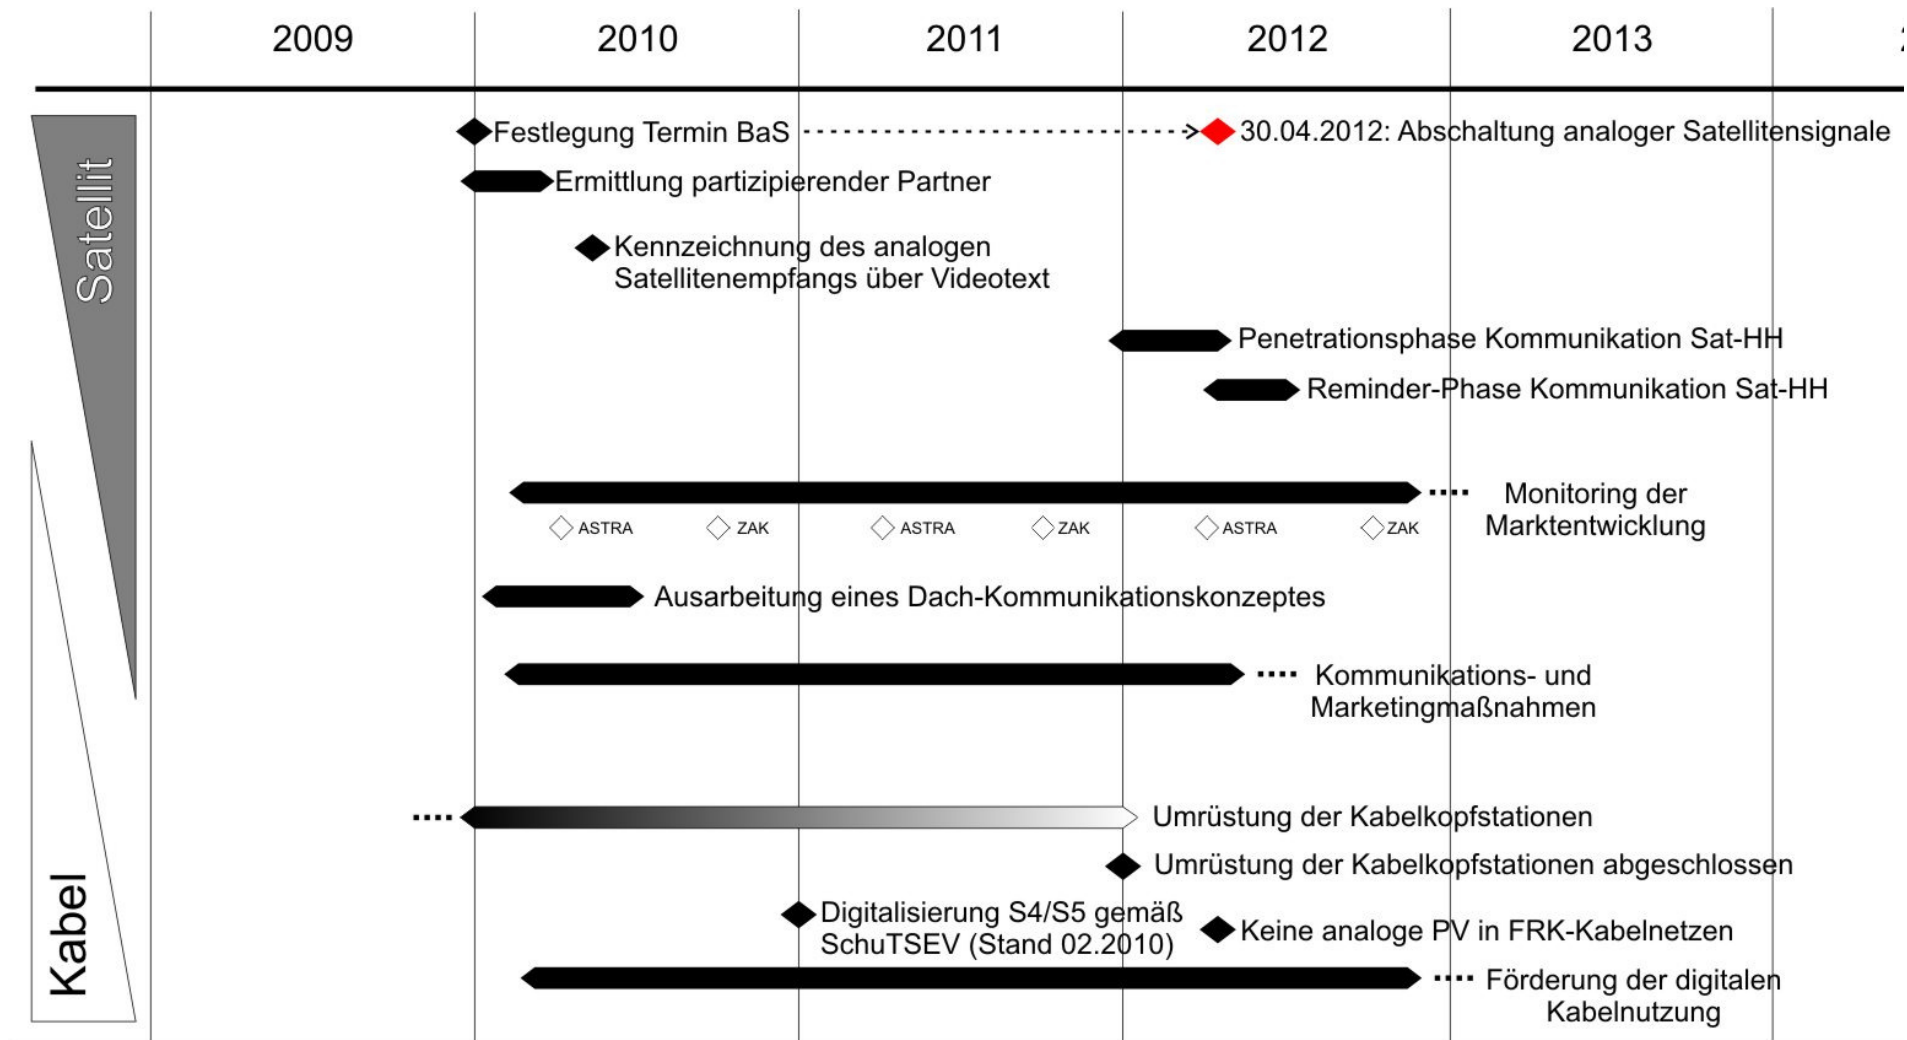 2009 2010 2011 2012 2013
Satellit
Festlegung Termin BaS
30.04.2012: Abschaltung analoger Satellitensignale
Ermittlung partizipierender Partner
Kennzeichnung des analogen
Satellitenempfangs über Videotext
Penetrationsphase Kommunikation Sat-HH
Reminder-Phase Kommunikation Sat-HH
Monitoring der
Marktentwicklung
ASTRA ZAK ASTRA ZAK ASTRA ZAK
Ausarbeitung eines Dach-Kommunikationskonzeptes
Kommunikations- und
Marketingmaßnahmen
Kabel
Umrüstung der Kabelkopfstationen
Umrüstung der Kabelkopfstationen abgeschlossen
Digitalisierung S4/S5 gemäß
SchuTSEV (Stand 02.2010)
Keine analoge PV in FRK-Kabelnetzen
Förderung der digitalen
Kabelnutzung